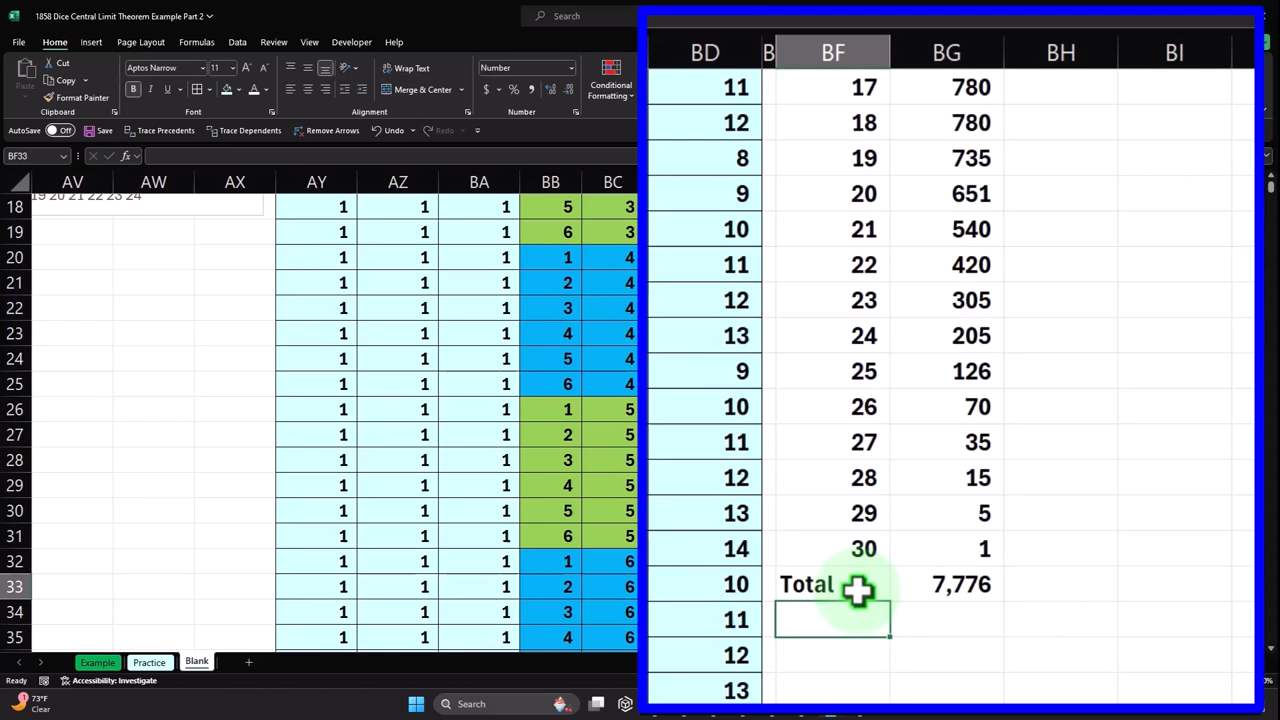 1858 Dice Central Limit Theorem Example Part 2
Search
File Home Insert Page Layout Formulas Data Review View Developer Help
Paste
Cut
Copy
Format Painter
Clipboard
Aptos Narrow 11
B I U
Font
Wrap Text
Merge & Center
Alignment
Number
$ %
Number
Conditional
Formatting
AutoSave Off Save Trace Precedents Trace Dependents Remove Arrows Undo Redo
BF33 fx
AV AW AX AY AZ BA BB BC
19 20 21 22 23 24
18 1 1 1 5 3
19 1 1 1 6 3
20 1 1 1 1 4
21 1 1 1 2 4
22 1 1 1 3 4
23 1 1 1 4 4
24 1 1 1 5 4
25 1 1 1 6 4
26 1 1 1 1 5
27 1 1 1 2 5
28 1 1 1 3 5
29 1 1 1 4 5
30 1 1 1 5 5
31 1 1 1 6 5
32 1 1 1 1 6
33 1 1 1 2 6
34 1 1 1 3 6
35 1 1 1 4 6
BD B BF BG BH BI
11 17 780
12 18 780
8 19 735
9 20 651
10 21 540
11 22 420
12 23 305
13 24 205
9 25 126
10 26 70
11 27 35
12 28 15
13 29 5
14 30 1
10 Total 7,776
11
12
13
Example Practice Blank +
Ready Accessibility: Investigate
73°F
Clear
Search